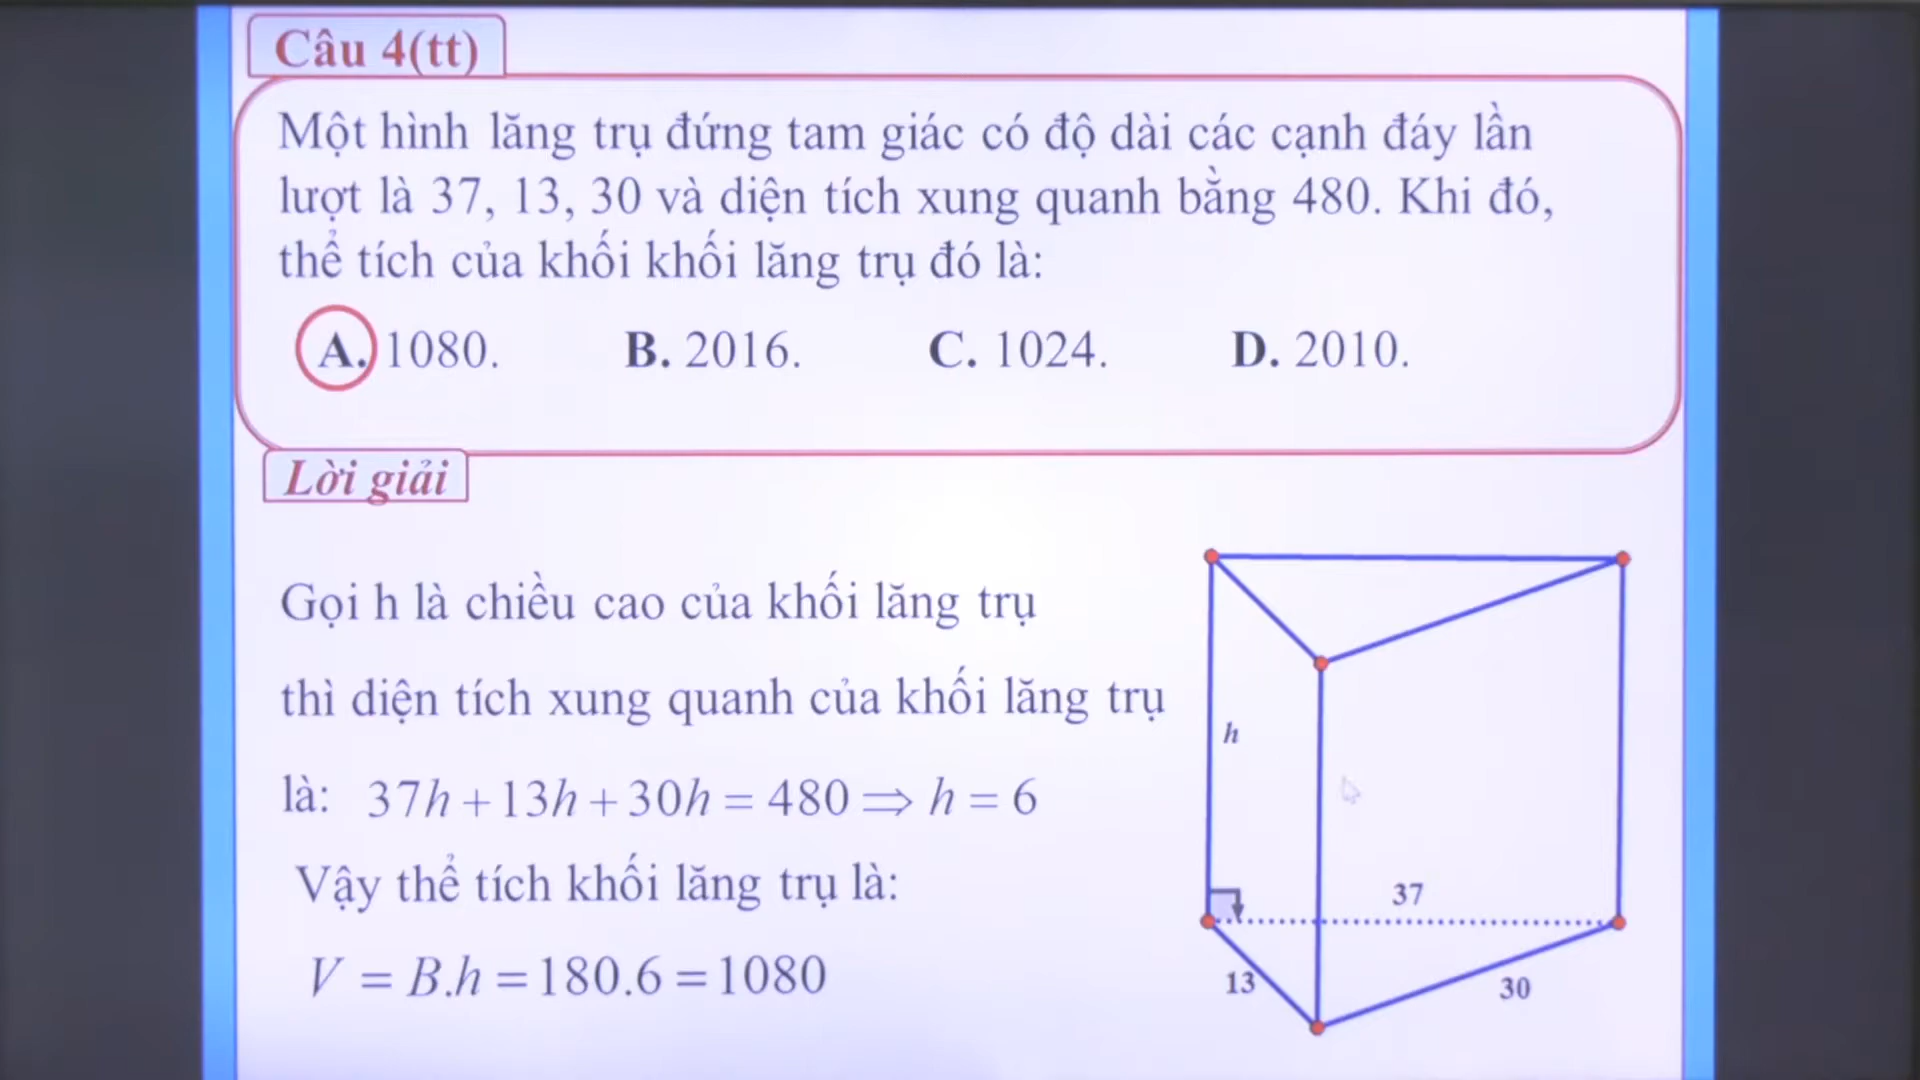 Câu 4(tt)
Một hình lăng trụ đứng tam giác có độ dài các cạnh đáy lần
lượt là 37, 13, 30 và diện tích xung quanh bằng 480. Khi đó,
thể tích của khối khối lăng trụ đó là:
A. 1080. B. 2016. C. 1024. D. 2010.
Lời giải
Gọi h là chiều cao của khối lăng trụ
thì diện tích xung quanh của khối lăng trụ
là: 37h + 13h + 30h = 480 ⇒ h = 6
Vậy thể tích khối lăng trụ là:
V = B.h = 180.6 = 1080
h
37
13
30